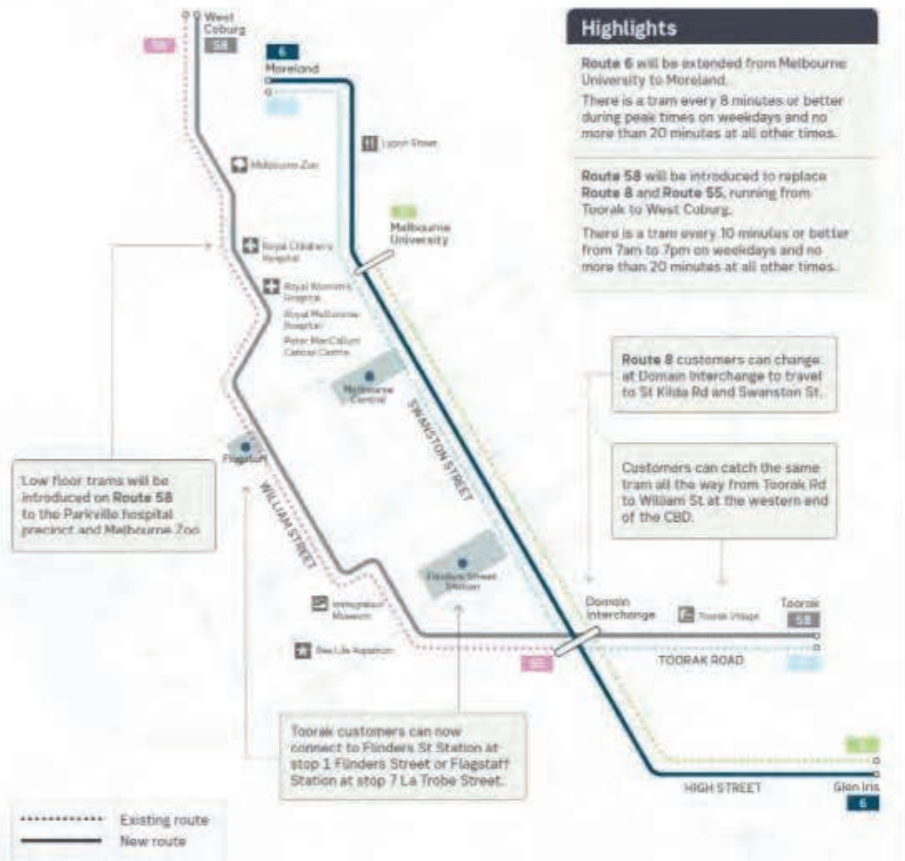 West
Coburg
58
6
Moreland
Melbourne Zoo
Royal Children's
Hospital
Royal Women's
Hospital
Royal Melbourne
Hospital
Peter MacCallum
Cancer Centre
Melbourne
University
Melbourne
Central
Flagstaff
WILLIAM STREET
SWANSTON STREET
Flinders Street
Station
Immigration
Museum
Sea Life Aquarium
Domain
Interchange
Toorak Village
Toorak
58
TOORAK ROAD
HIGH STREET
Glen Iris
6
Highlights
Route 6 will be extended from Melbourne
University to Moreland.
There is a tram every 8 minutes or better
during peak times on weekdays and no
more than 20 minutes at all other times.
Route 58 will be introduced to replace
Route 8 and Route 55, running from
Toorak to West Coburg.
There is a tram every 10 minutes or better
from 7am to 7pm on weekdays and no
more than 20 minutes at all other times.
Route 8 customers can change
at Domain Interchange to travel
to St Kilda Rd and Swanston St.
Customers can catch the same
tram all the way from Toorak Rd
to William St at the western end
of the CBD.
Low floor trams will be
introduced on Route 58
to the Parkville hospital
precinct and Melbourne Zoo
Toorak customers can now
connect to Flinders St Station at
stop 1 Flinders Street or Flagstaff
Station at stop 7 La Trobe Street.
Existing route
New route